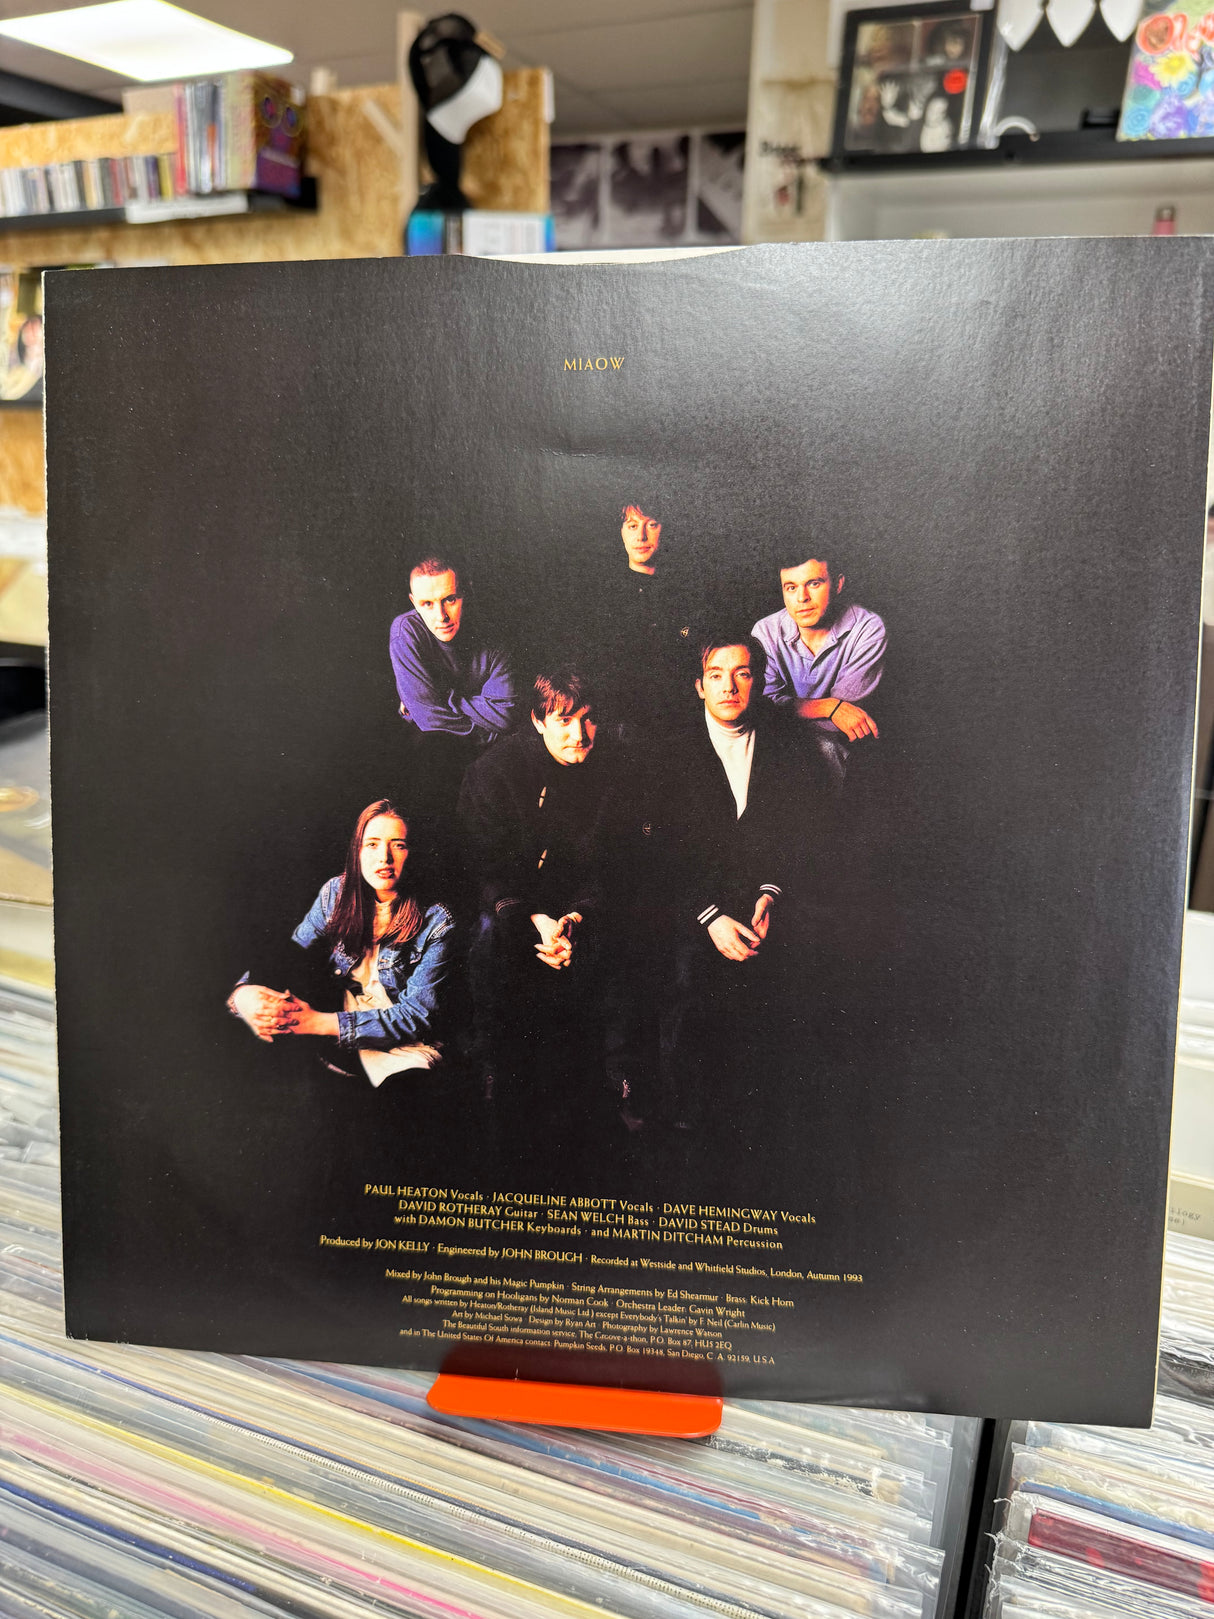 MIAOW
PAUL HEATON Vocals · JACQUELINE ABBOTT Vocals · DAVE HEMINGWAY Vocals
DAVID ROTHERAY Guitar · SEAN WELCH Bass · DAVID STEAD Drums
with DAMON BUTCHER Keyboards · and MARTIN DITCHAM Percussion
Produced by JON KELLY · Engineered by JOHN BROUGH · Recorded at Westside and Whitfield Studios, London, Autumn 1993
Mixed by John Brough and his Magic Pumpkin · String Arrangements by Ed Shearmur · Brass: Kick Horn
Programming on Hooligans by Norman Cook · Orchestra Leader: Gavin Wright
All songs written by Heaton/Rotheray (Island Music Ltd.) except Everybody's Talkin' by F. Neil (Carlin Music)
Art by Michael Sowa · Design by Ryan Art · Photography by Lawrence Watson
The Beautiful South information service, The Groove-a-thon, P.O. Box 87, HU5 2EQ
and in The United States Of America contact: Pumpkin Seeds, P.O. Box 19348, San Diego, C. A. 92159, U.S.A